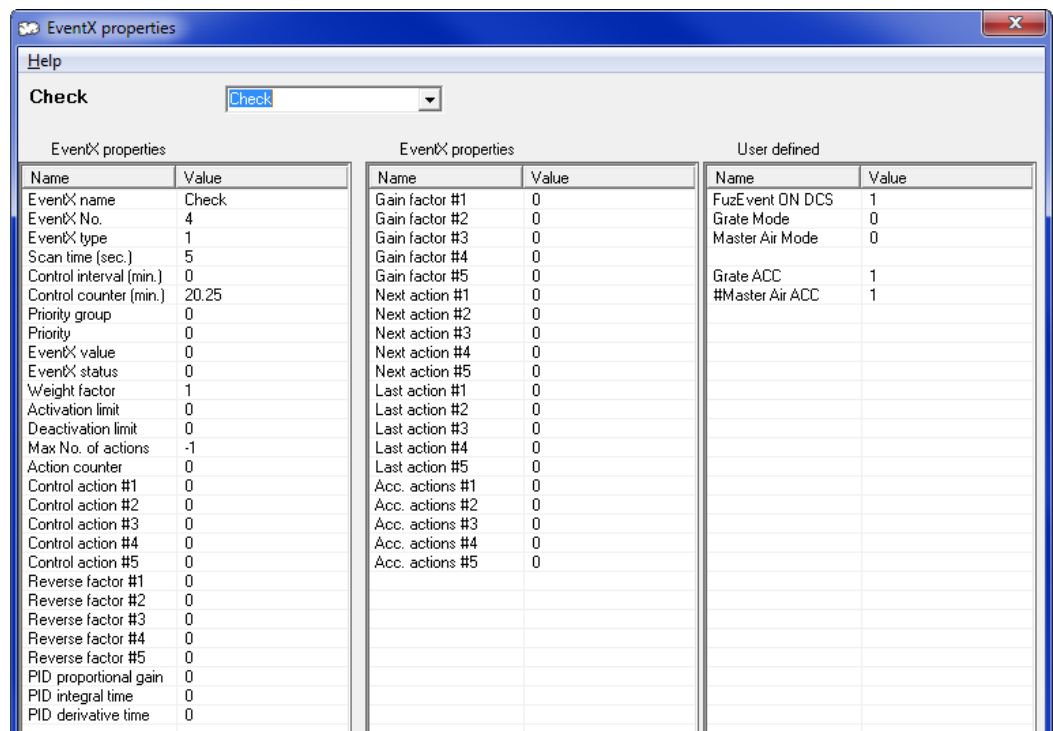 EventX properties
Help
Check
Check
EventX properties
Name Value
EventX name Check
EventX No. 4
EventX type 1
Scan time (sec.) 5
Control interval (min.) 0
Control counter (min.) 20.25
Priority group 0
Priority 0
EventX value 0
EventX status 0
Weight factor 1
Activation limit 0
Deactivation limit 0
Max No. of actions -1
Action counter 0
Control action #1 0
Control action #2 0
Control action #3 0
Control action #4 0
Control action #5 0
Reverse factor #1 0
Reverse factor #2 0
Reverse factor #3 0
Reverse factor #4 0
Reverse factor #5 0
PID proportional gain 0
PID integral time 0
PID derivative time 0
EventX properties
Name Value
Gain factor #1 0
Gain factor #2 0
Gain factor #3 0
Gain factor #4 0
Gain factor #5 0
Next action #1 0
Next action #2 0
Next action #3 0
Next action #4 0
Next action #5 0
Last action #1 0
Last action #2 0
Last action #3 0
Last action #4 0
Last action #5 0
Acc. actions #1 0
Acc. actions #2 0
Acc. actions #3 0
Acc. actions #4 0
Acc. actions #5 0
User defined
Name Value
FuzEvent ON DCS 1
Grate Mode 0
Master Air Mode 0
Grate ACC 1
#Master Air ACC 1